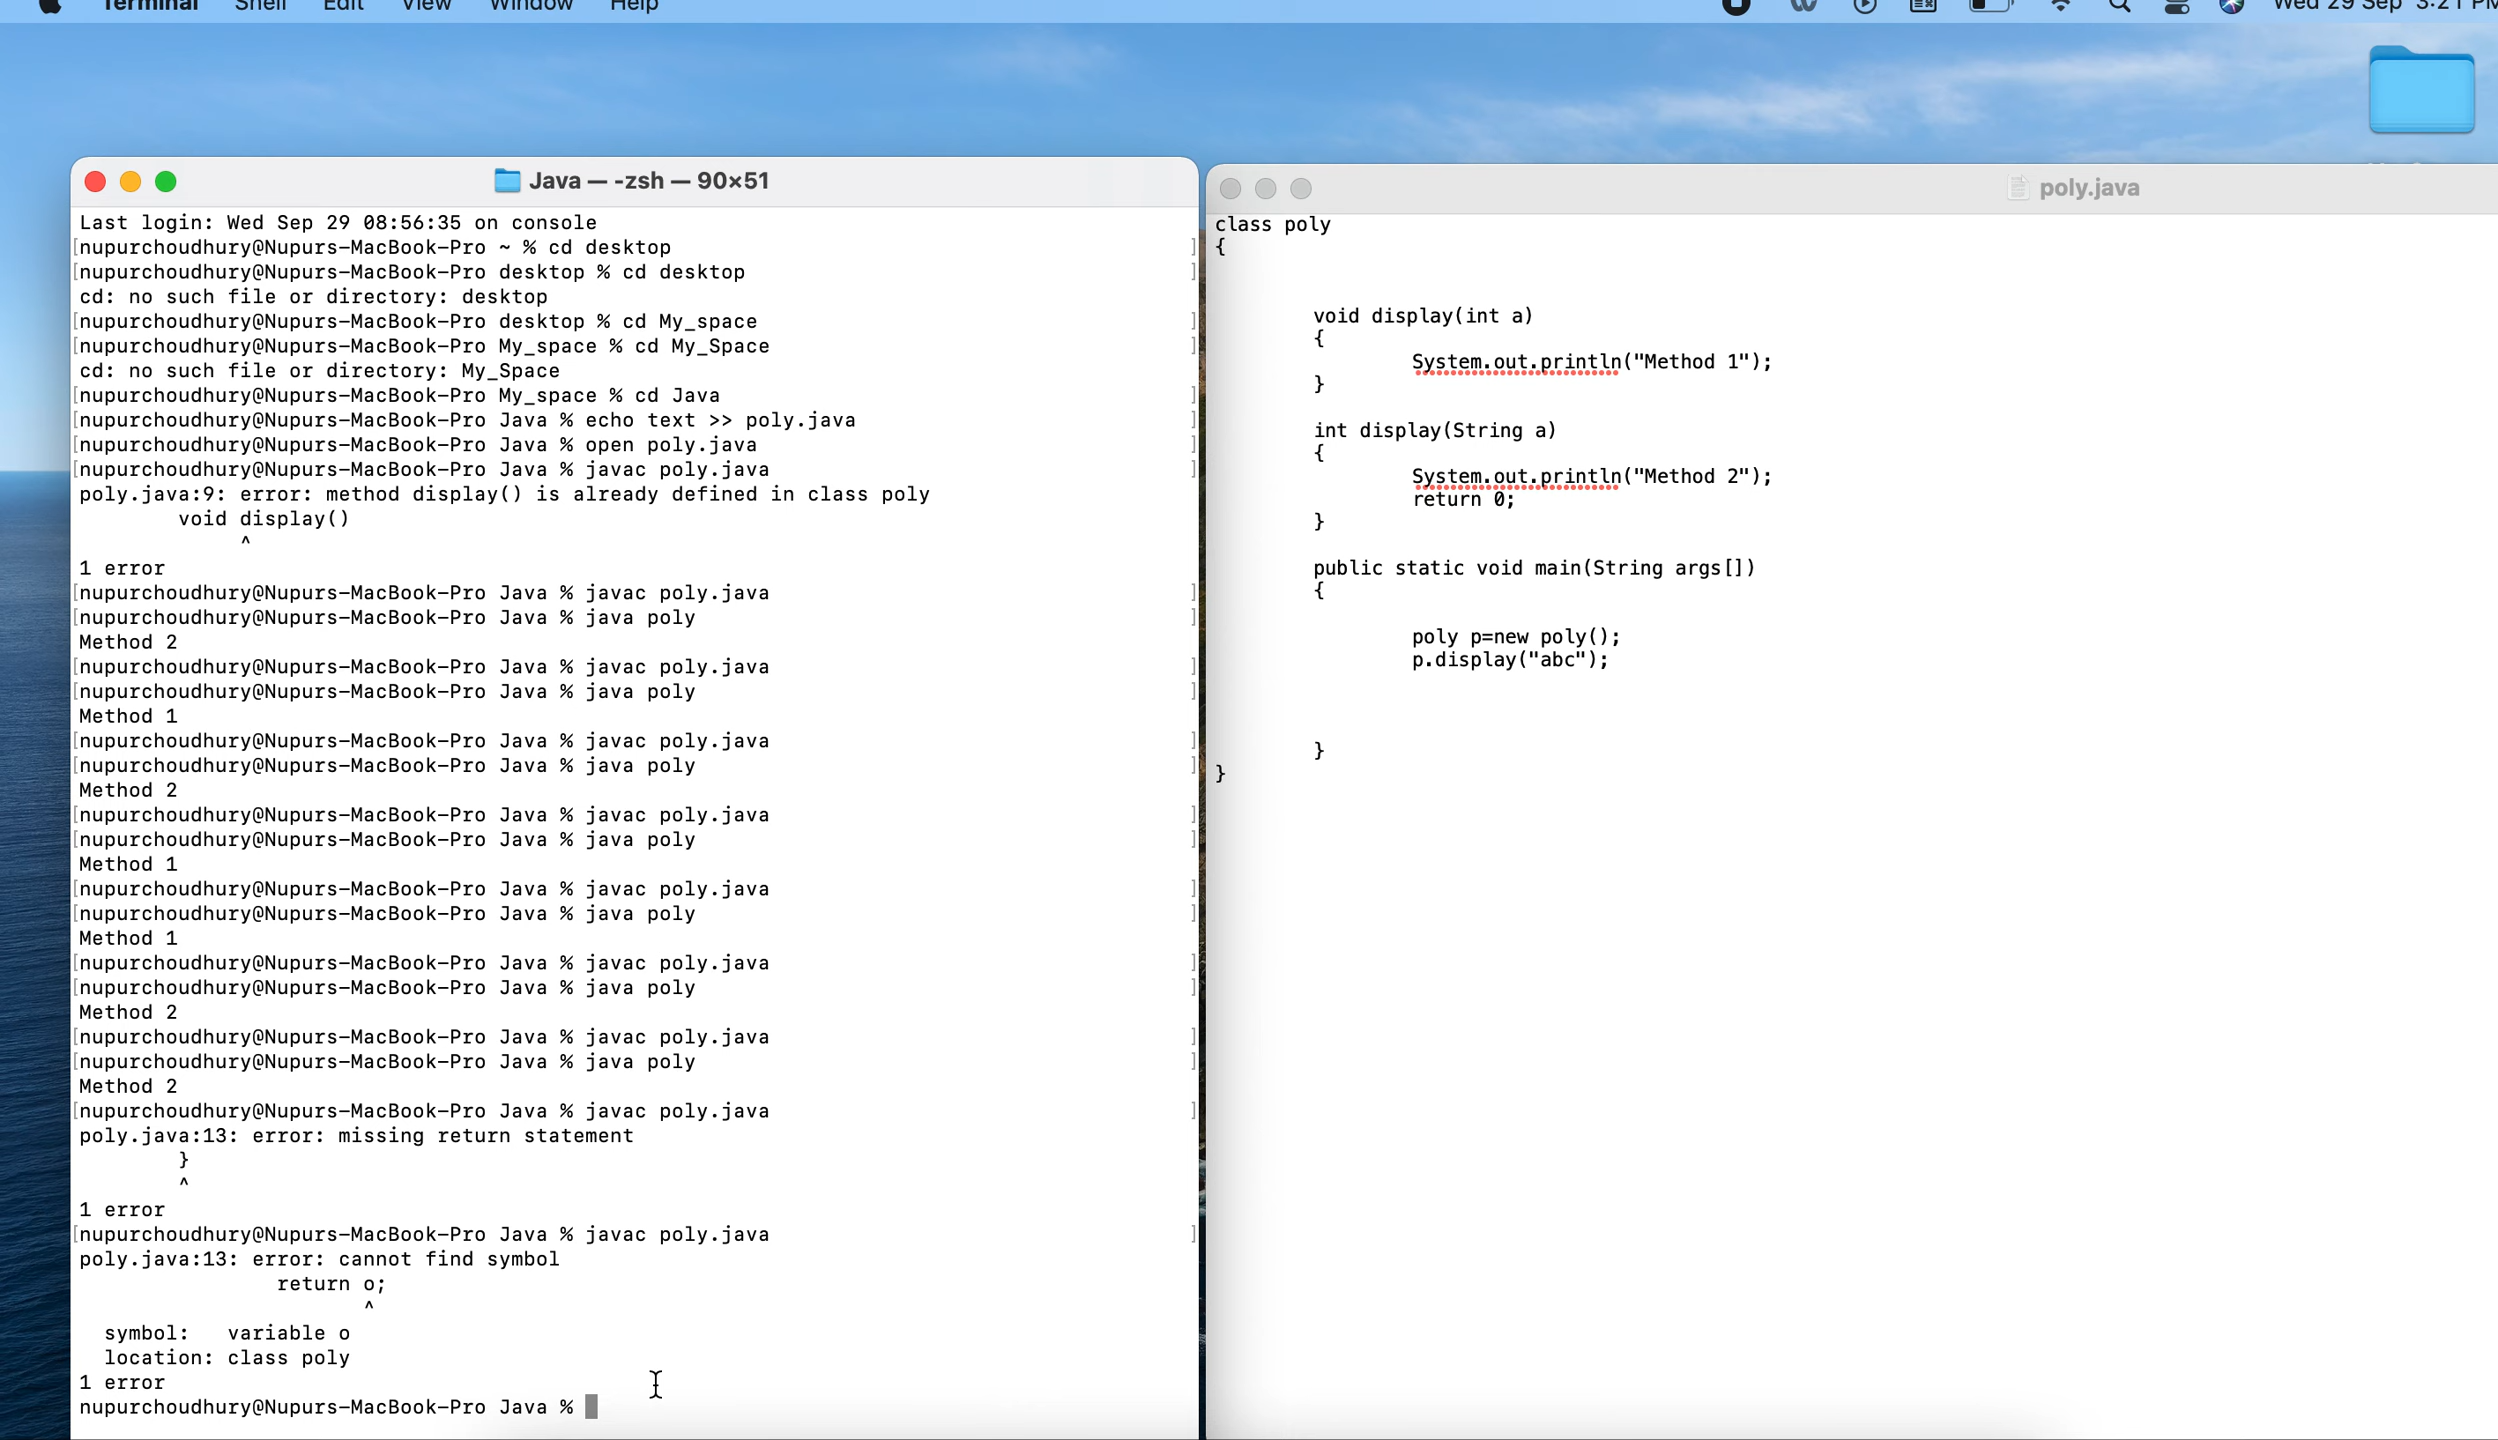 Terminal Shell Edit View Window Help Wed 29 Sep 3:21 PM
Java — -zsh — 90×51
Last login: Wed Sep 29 08:56:35 on console
[nupurchoudhury@Nupurs-MacBook-Pro ~ % cd desktop ]
[nupurchoudhury@Nupurs-MacBook-Pro desktop % cd desktop ]
cd: no such file or directory: desktop
[nupurchoudhury@Nupurs-MacBook-Pro desktop % cd My_space ]
[nupurchoudhury@Nupurs-MacBook-Pro My_space % cd My_Space ]
cd: no such file or directory: My_Space
[nupurchoudhury@Nupurs-MacBook-Pro My_space % cd Java ]
[nupurchoudhury@Nupurs-MacBook-Pro Java % echo text >> poly.java ]
[nupurchoudhury@Nupurs-MacBook-Pro Java % open poly.java ]
[nupurchoudhury@Nupurs-MacBook-Pro Java % javac poly.java ]
poly.java:9: error: method display() is already defined in class poly
void display()
^
1 error
[nupurchoudhury@Nupurs-MacBook-Pro Java % javac poly.java ]
[nupurchoudhury@Nupurs-MacBook-Pro Java % java poly ]
Method 2
[nupurchoudhury@Nupurs-MacBook-Pro Java % javac poly.java ]
[nupurchoudhury@Nupurs-MacBook-Pro Java % java poly ]
Method 1
[nupurchoudhury@Nupurs-MacBook-Pro Java % javac poly.java ]
[nupurchoudhury@Nupurs-MacBook-Pro Java % java poly ]
Method 2
[nupurchoudhury@Nupurs-MacBook-Pro Java % javac poly.java ]
[nupurchoudhury@Nupurs-MacBook-Pro Java % java poly ]
Method 1
[nupurchoudhury@Nupurs-MacBook-Pro Java % javac poly.java ]
[nupurchoudhury@Nupurs-MacBook-Pro Java % java poly ]
Method 1
[nupurchoudhury@Nupurs-MacBook-Pro Java % javac poly.java ]
[nupurchoudhury@Nupurs-MacBook-Pro Java % java poly ]
Method 2
[nupurchoudhury@Nupurs-MacBook-Pro Java % javac poly.java ]
[nupurchoudhury@Nupurs-MacBook-Pro Java % java poly ]
Method 2
[nupurchoudhury@Nupurs-MacBook-Pro Java % javac poly.java ]
poly.java:13: error: missing return statement
}
^
1 error
[nupurchoudhury@Nupurs-MacBook-Pro Java % javac poly.java ]
poly.java:13: error: cannot find symbol
return o;
^
symbol: variable o
location: class poly
1 error
nupurchoudhury@Nupurs-MacBook-Pro Java %
poly.java
class poly
{
void display(int a)
{
System.out.println("Method 1");
}
int display(String a)
{
System.out.println("Method 2");
return 0;
}
public static void main(String args[])
{
poly p=new poly();
p.display("abc");
}
}